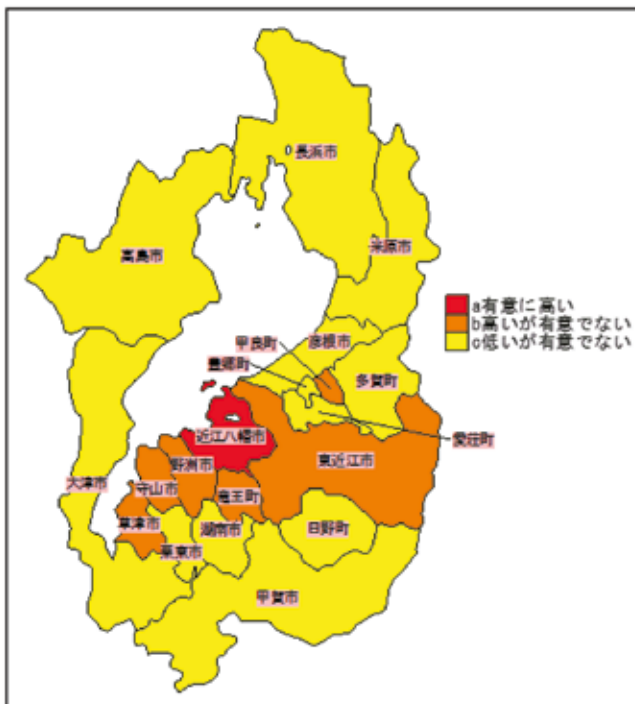 長浜市
米原市
高島市
a有意に高い
b高いが有意でない
c低いが有意でない
彦根市
甲良町
豊郷町
多賀町
愛荘町
近江八幡市
東近江市
野洲市
大津市
守山市
竜王町
草津市
湖南市
日野町
栗東市
甲賀市